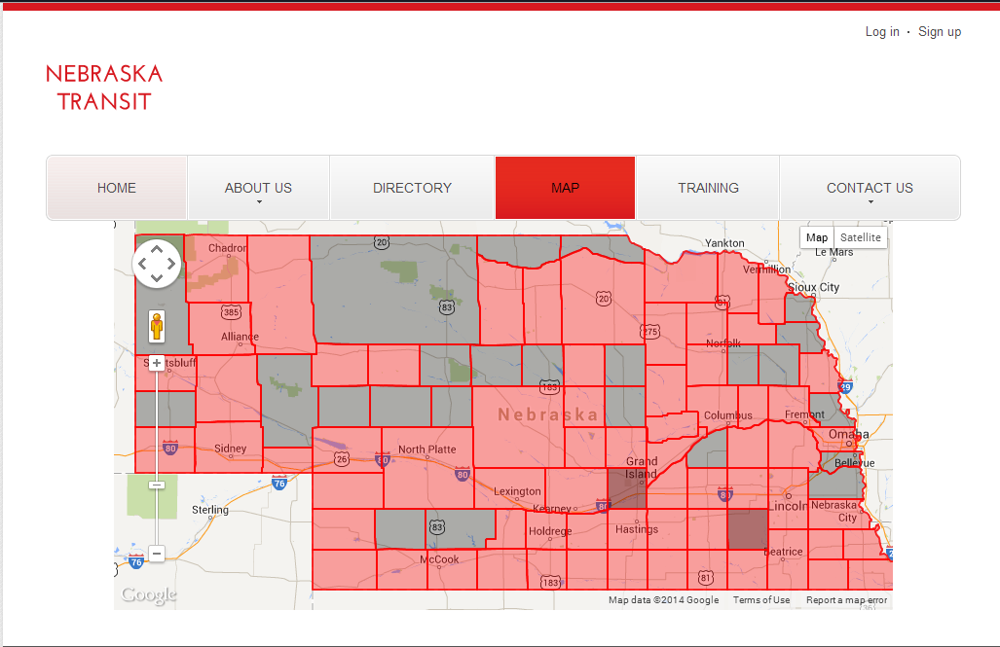 Log in · Sign up
NEBRASKA
TRANSIT
HOME
ABOUT US
DIRECTORY
MAP
TRAINING
CONTACT US
Map
Satellite
Yankton
Le Mars
Vermillion
Sioux City
20
Chadron
83
20
81
385
275
Alliance
Norfolk
29
183
Nebraska
Columbus
Fremont
Omaha
80
Sidney
North Platte
26
80
80
Grand
Island
Bellevue
76
Lexington
80
80
Sterling
Kearney
Lincoln
Nebraska
City
83
Holdrege
Hastings
76
McCook
Beatrice
183
81
Google
Map data ©2014 Google
Terms of Use
Report a map error